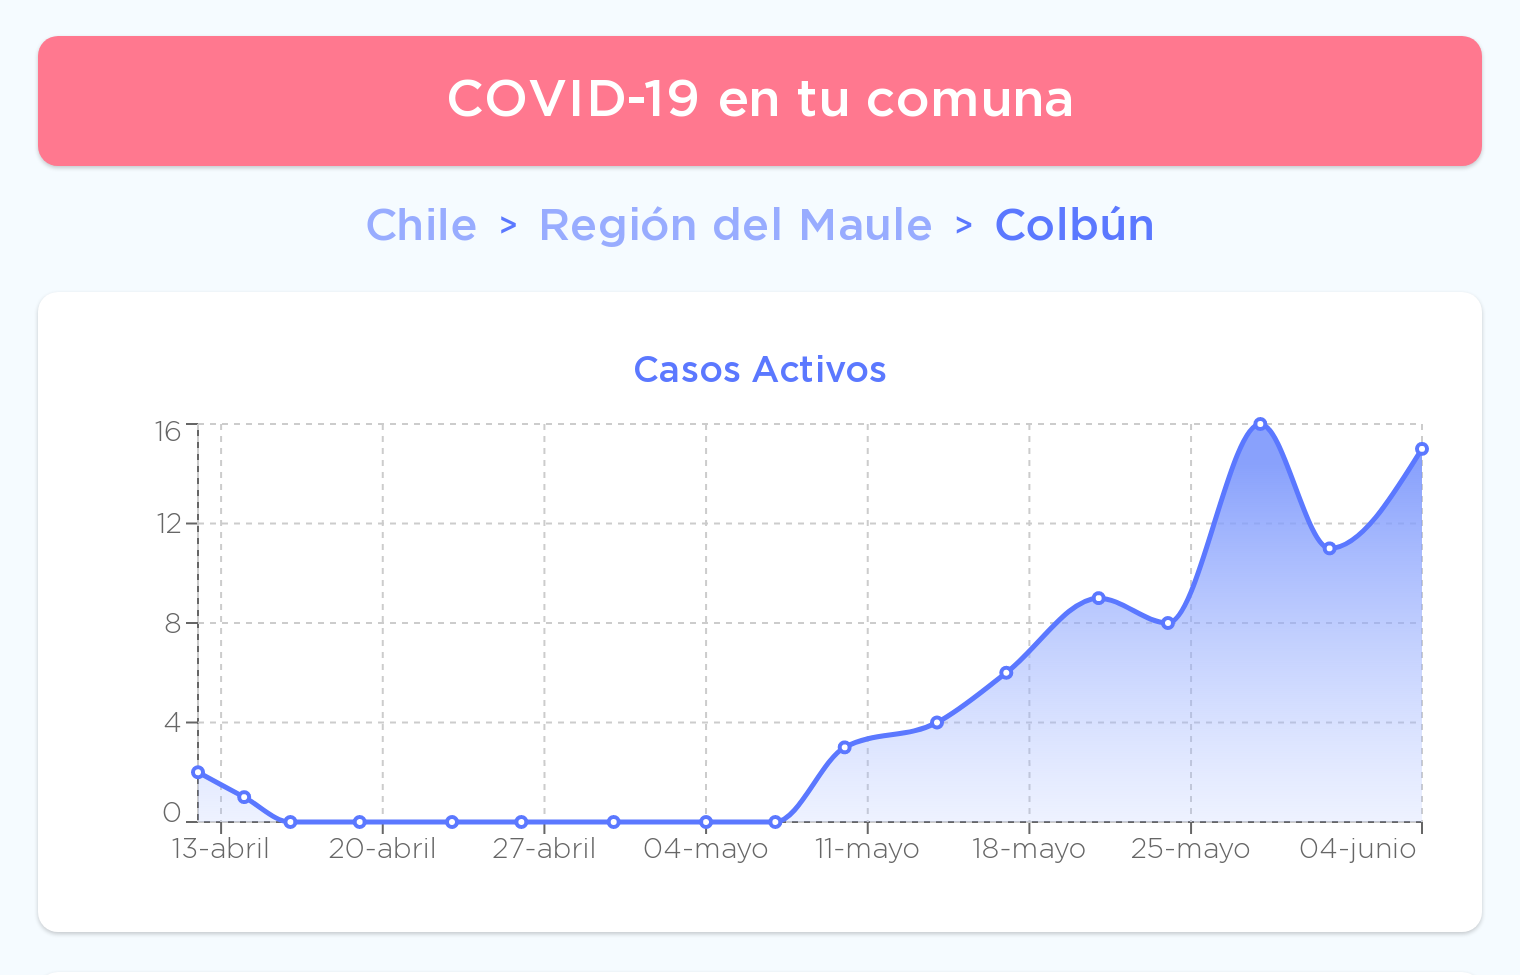 COVID-19 en tu comuna
Chile > Región del Maule > Colbún
Casos Activos
16
12
8
4
0
13-abril 20-abril 27-abril 04-mayo 11-mayo 18-mayo 25-mayo 04-junio